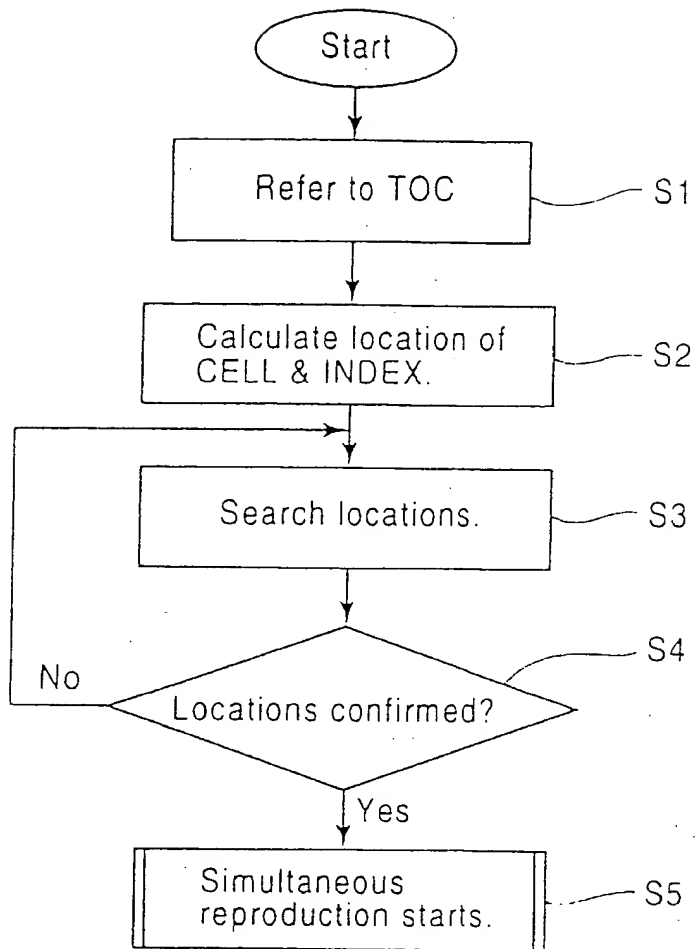 Start
Refer to TOC
S1
Calculate location of
CELL & INDEX.
S2
Search locations.
S3
S4
No
Locations confirmed?
Yes
Simultaneous
reproduction starts.
S5